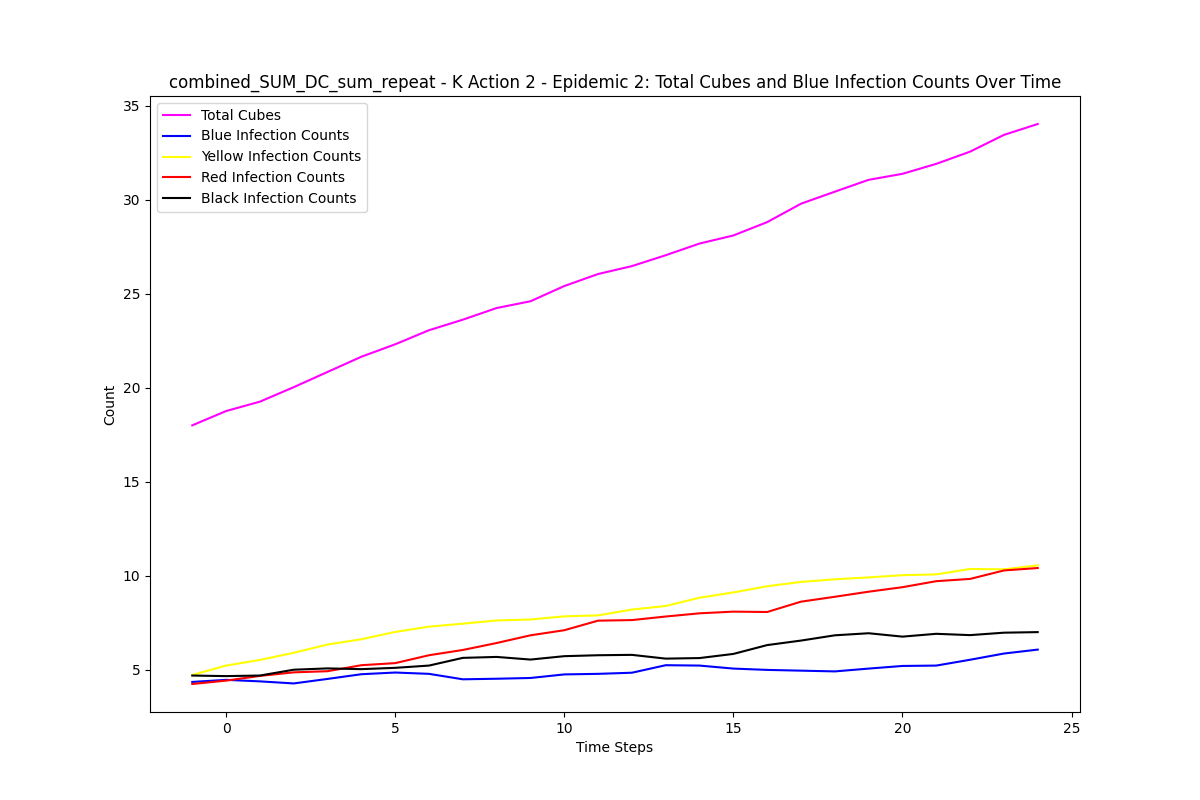 combined_SUM_DC_sum_repeat - K Action 2 - Epidemic 2: Total Cubes and Blue Infection Counts Over Time
35
30
25
20
15
10
5
Count
Total Cubes
Blue Infection Counts
Yellow Infection Counts
Red Infection Counts
Black Infection Counts
0 5 10 15 20 25
Time Steps